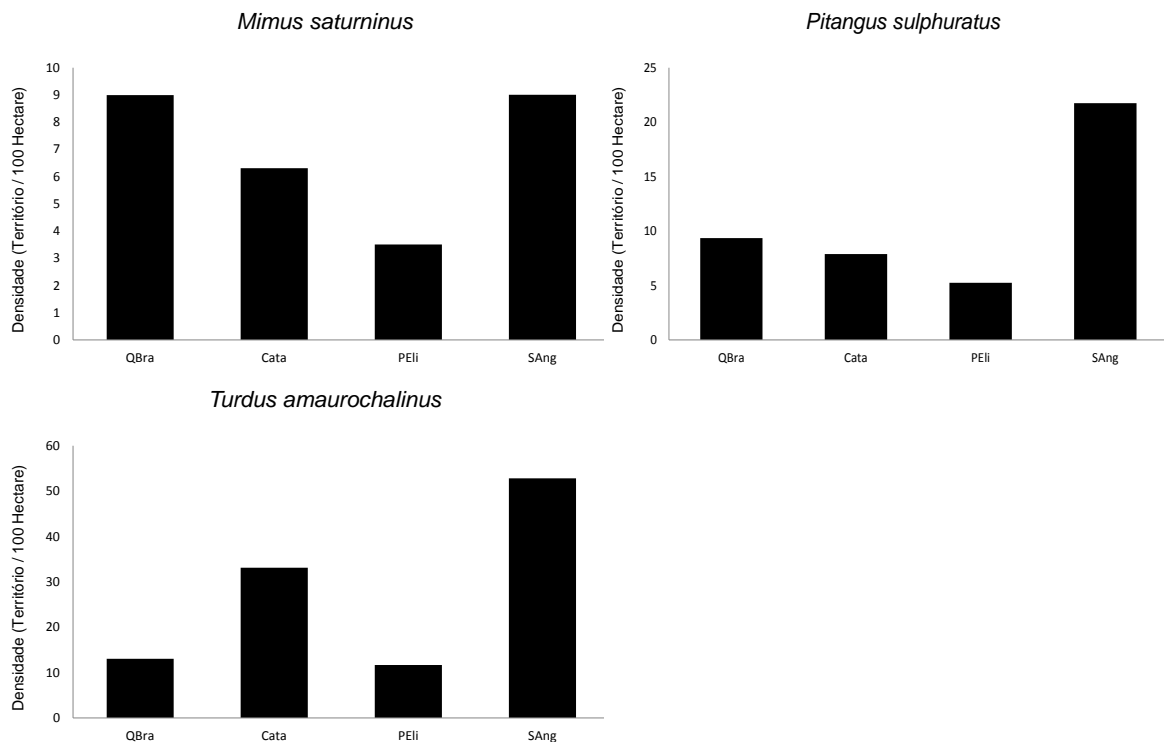 Mimus saturninus
Densidade (Território / 100 Hectare)
10
9
8
7
6
5
4
3
2
1
0
QBra Cata PEli SAng
Pitangus sulphuratus
Densidade (Território / 100 Hectare)
25
20
15
10
5
0
QBra Cata PEli SAng
Turdus amaurochalinus
Densidade (Território / 100 Hectare)
60
50
40
30
20
10
0
QBra Cata PEli SAng